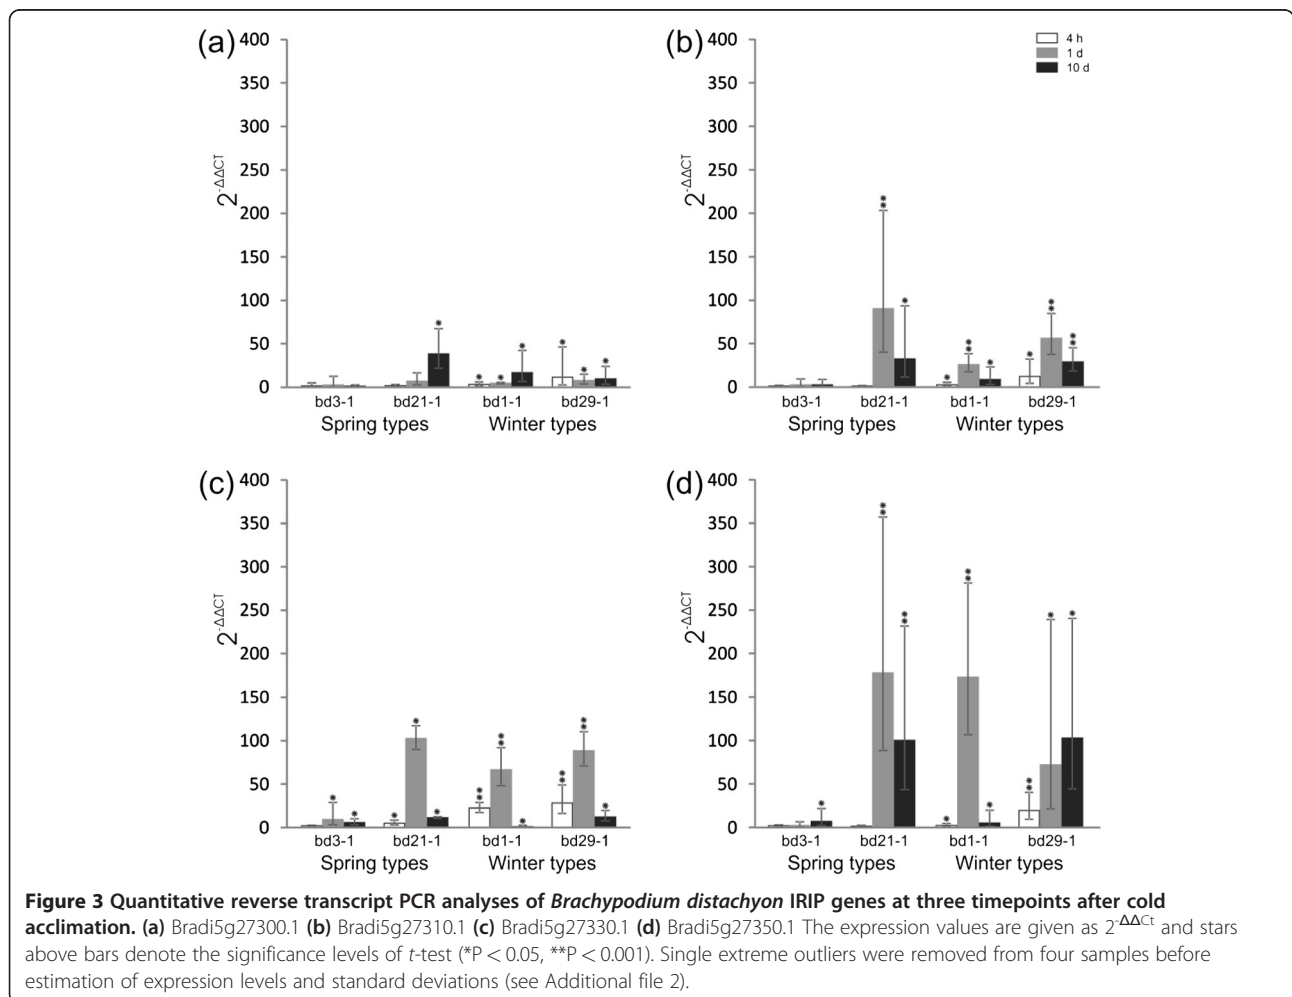 (a)
400
350
300
250
200
150
100
50
0
2^-ΔΔCT
bd3-1 bd21-1 bd1-1 bd29-1
Spring types Winter types
(b)
400
350
300
250
200
150
100
50
0
2^-ΔΔCT
4 h
1 d
10 d
bd3-1 bd21-1 bd1-1 bd29-1
Spring types Winter types
(c)
400
350
300
250
200
150
100
50
0
2^-ΔΔCT
bd3-1 bd21-1 bd1-1 bd29-1
Spring types Winter types
(d)
400
350
300
250
200
150
100
50
0
2^-ΔΔCT
bd3-1 bd21-1 bd1-1 bd29-1
Spring types Winter types
Figure 3 Quantitative reverse transcript PCR analyses of Brachypodium distachyon IRIP genes at three timepoints after cold
acclimation. (a) Bradi5g27300.1 (b) Bradi5g27310.1 (c) Bradi5g27330.1 (d) Bradi5g27350.1 The expression values are given as 2^-ΔΔCt and stars
above bars denote the significance levels of t-test (*P < 0.05, **P < 0.001). Single extreme outliers were removed from four samples before
estimation of expression levels and standard deviations (see Additional file 2).